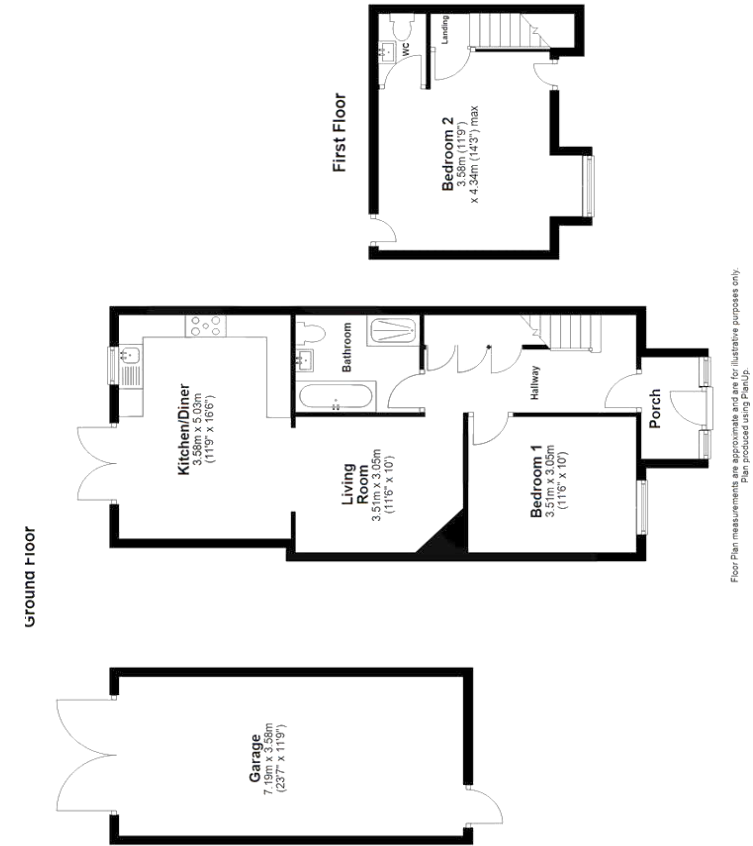 First Floor
WC
Landing
Bedroom 2
3.58m (11'9")
x 4.34m (14'3") max
Ground Floor
Kitchen/Diner
3.58m x 5.03m
(11'9" x 16'6")
Bathroom
Hallway
Porch
Living
Room
3.51m x 3.05m
(11'6" x 10')
Bedroom 1
3.51m x 3.05m
(11'6" x 10')
Garage
7.19m x 3.58m
(23'7" x 11'9")
Floor Plan measurements are approximate and are for illustrative purposes only.
Plan produced using PlanUp.